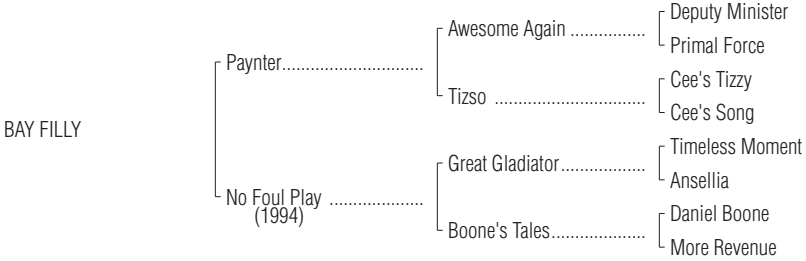 Deputy Minister
Awesome Again ................
Primal Force
Paynter..............................
Cee's Tizzy
Tizso ................................
Cee's Song
BAY FILLY
Timeless Moment
Great Gladiator..................
Ansellia
No Foul Play ....................
(1994)
Daniel Boone
Boone's Tales....................
More Revenue